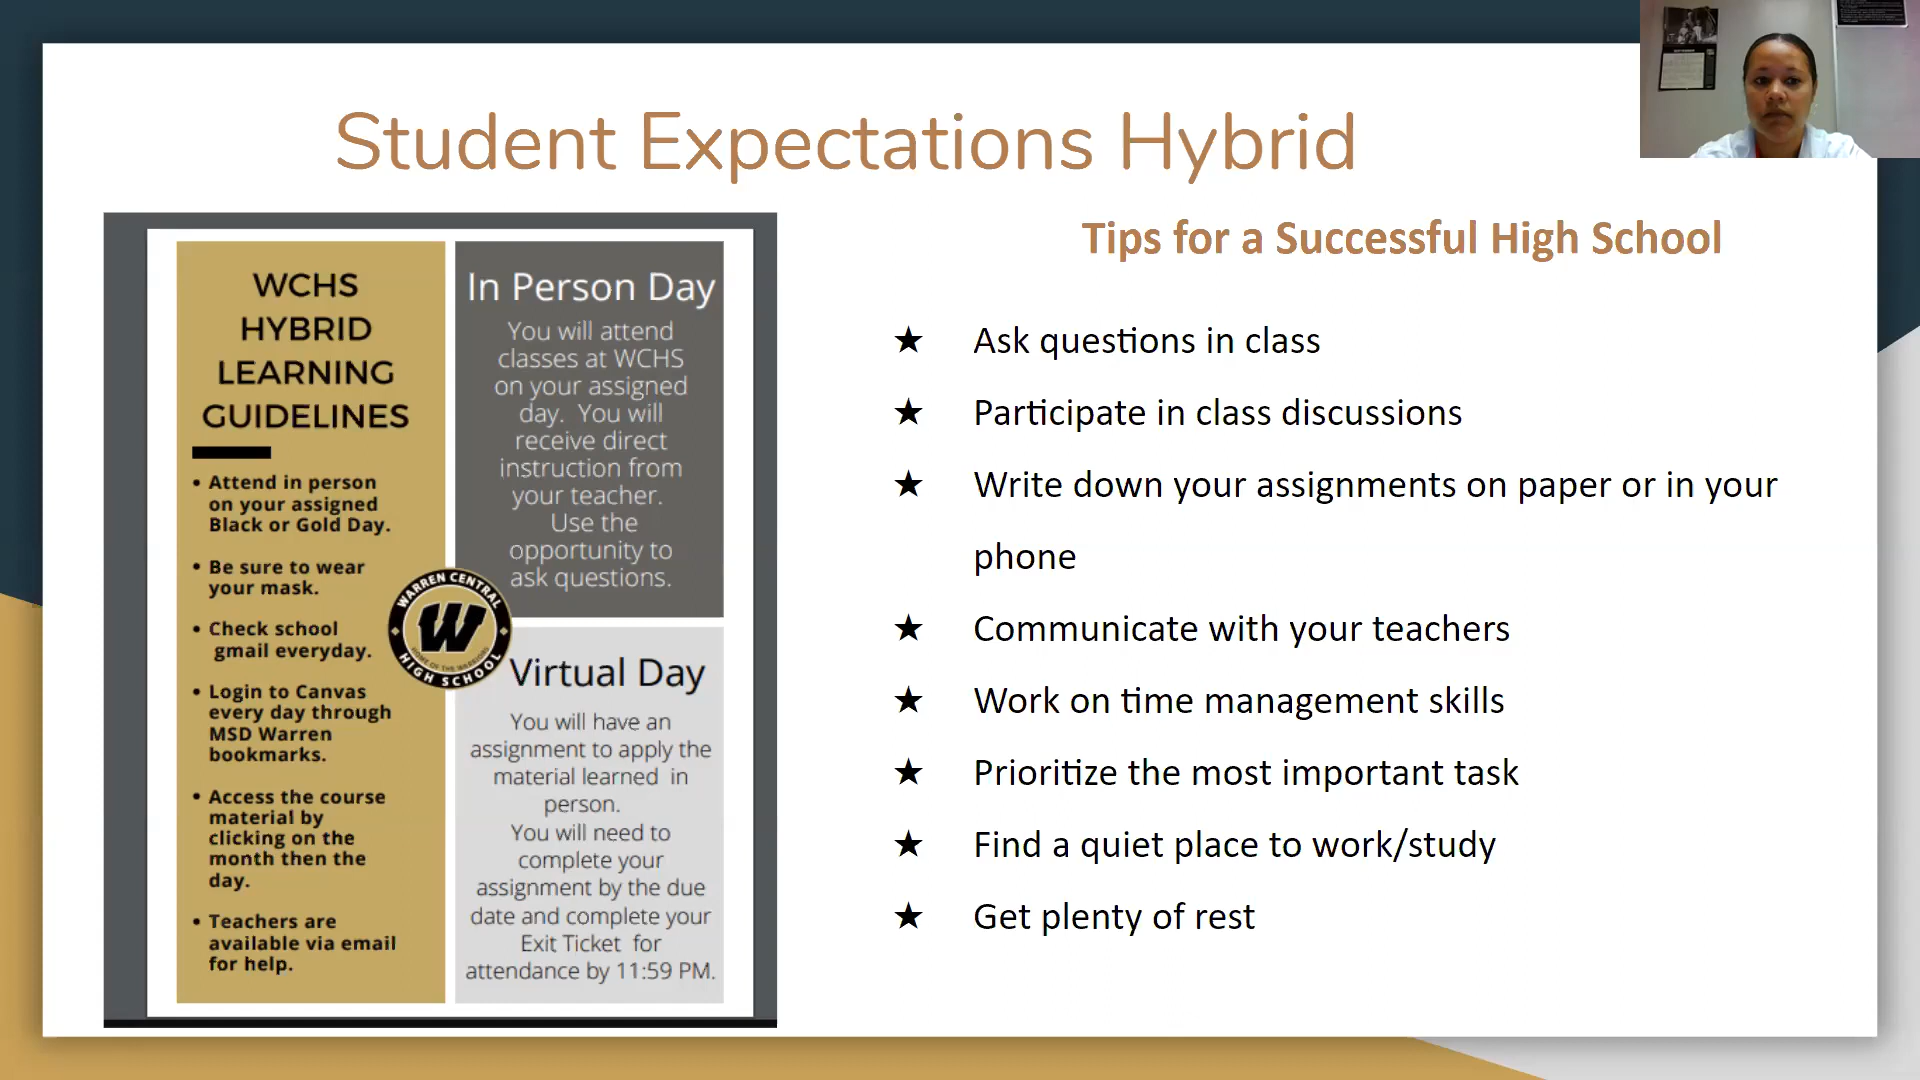 Student Expectations Hybrid
WCHS
HYBRID
LEARNING
GUIDELINES
• Attend in person
on your assigned
Black or Gold Day.
• Be sure to wear
your mask.
• Check school
gmail everyday.
• Login to Canvas
every day through
MSD Warren
bookmarks.
• Access the course
material by
clicking on the
month then the
day.
• Teachers are
available via email
for help.
In Person Day
You will attend
classes at WCHS
on your assigned
day. You will
receive direct
instruction from
your teacher.
Use the
opportunity to
ask questions.
WARREN CENTRAL
W
HOME OF THE WARRIORS
HIGH SCHOOL
Virtual Day
You will have an
assignment to apply the
material learned in
person.
You will need to
complete your
assignment by the due
date and complete your
Exit Ticket for
attendance by 11:59 PM.
Tips for a Successful High School
★ Ask questions in class
★ Participate in class discussions
★ Write down your assignments on paper or in your
phone
★ Communicate with your teachers
★ Work on time management skills
★ Prioritize the most important task
★ Find a quiet place to work/study
★ Get plenty of rest